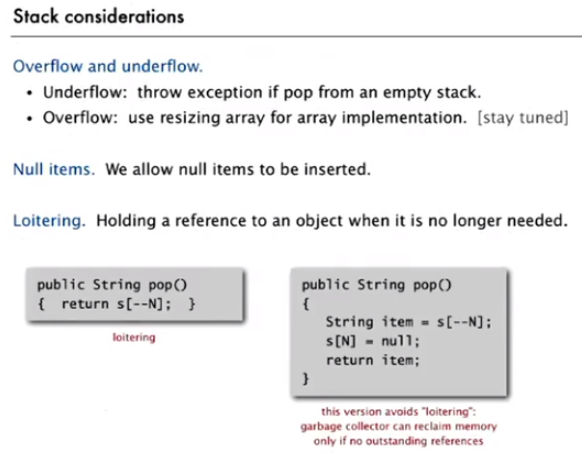 Stack considerations
Overflow and underflow.
• Underflow: throw exception if pop from an empty stack.
• Overflow: use resizing array for array implementation. [stay tuned]
Null items. We allow null items to be inserted.
Loitering. Holding a reference to an object when it is no longer needed.
public String pop()
{ return s[--N]; }
loitering
public String pop()
{
String item = s[--N];
s[N] = null;
return item;
}
this version avoids "loitering":
garbage collector can reclaim memory
only if no outstanding references